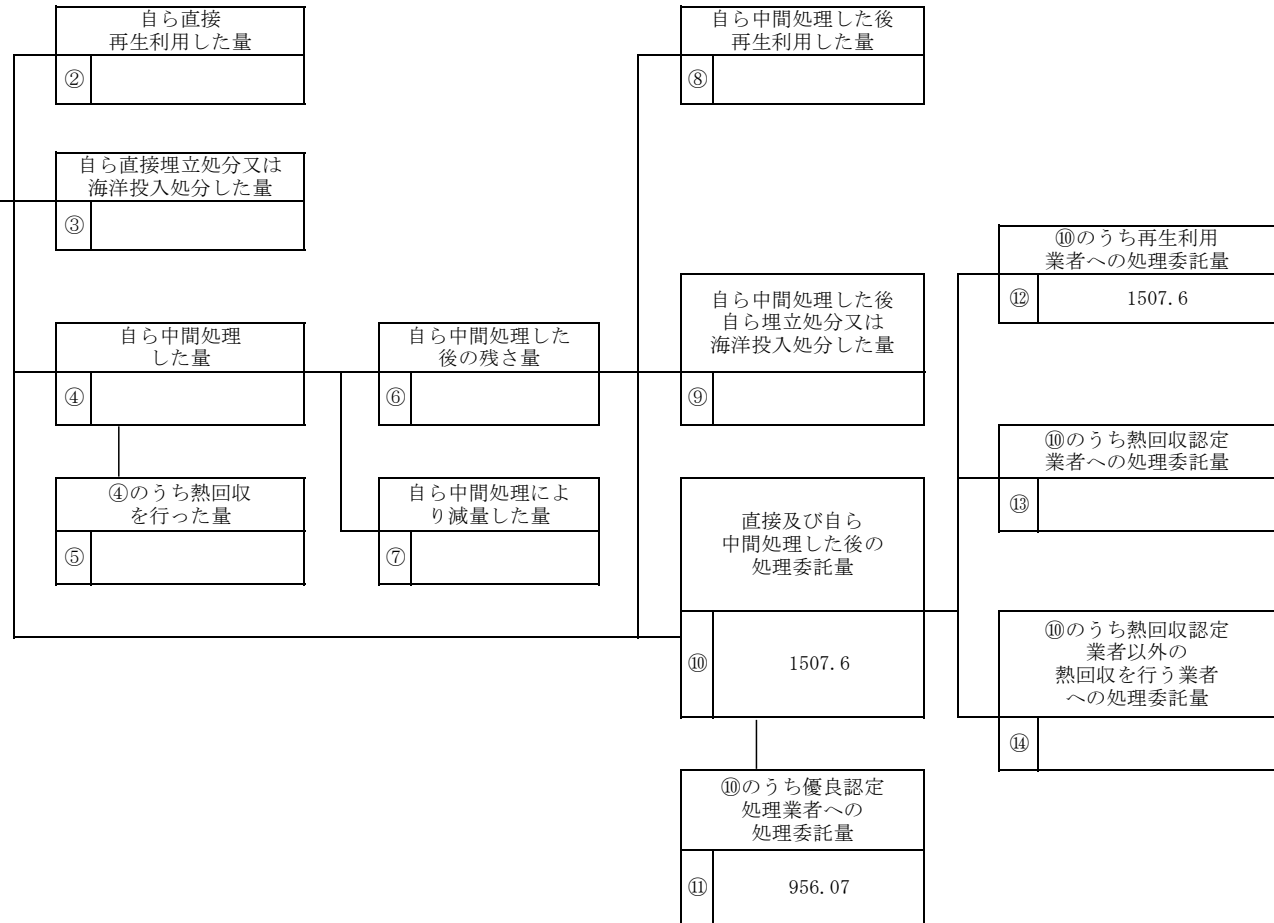 自ら直接
再生利用した量
②
自ら中間処理した後
再生利用した量
⑧
自ら直接埋立処分又は
海洋投入処分した量
③
⑩のうち再生利用
業者への処理委託量
⑫ 1507.6
自ら中間処理
した量
④
自ら中間処理した
後の残さ量
⑥
自ら中間処理した後
自ら埋立処分又は
海洋投入処分した量
⑨
⑩のうち熱回収認定
業者への処理委託量
⑬
④のうち熱回収
を行った量
⑤
自ら中間処理によ
り減量した量
⑦
直接及び自ら
中間処理した後の
処理委託量
⑩ 1507.6
⑩のうち熱回収認定
業者以外の
熱回収を行う業者
への処理委託量
⑭
⑩のうち優良認定
処理業者への
処理委託量
⑪ 956.07